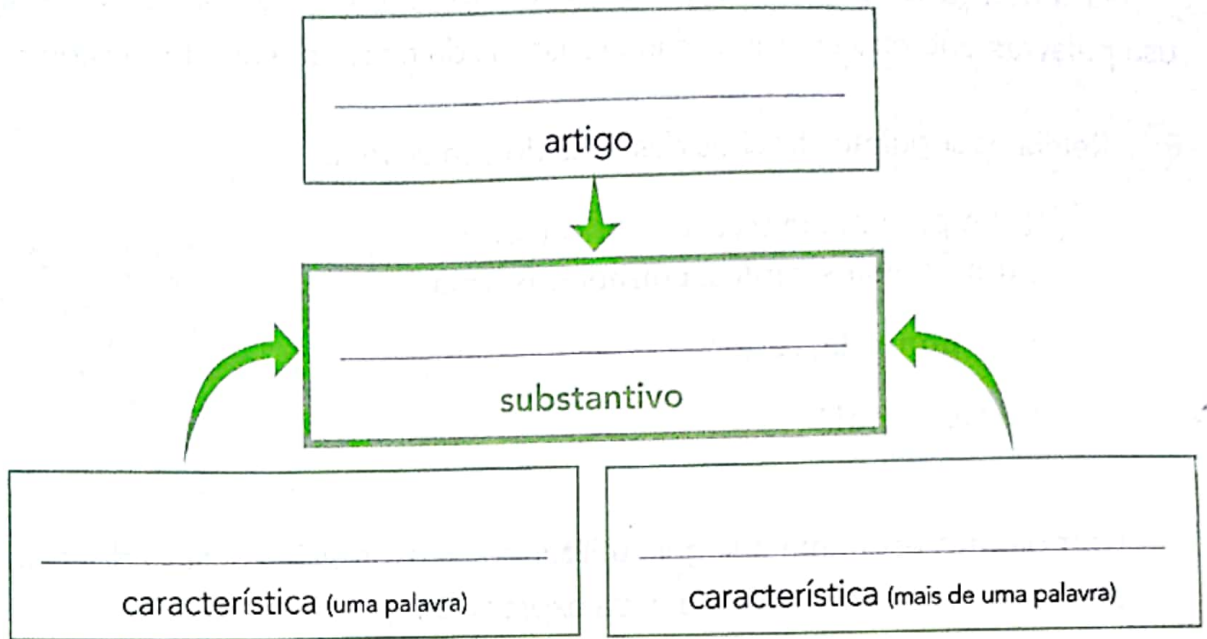 artigo
substantivo
característica (uma palavra)
característica (mais de uma palavra)